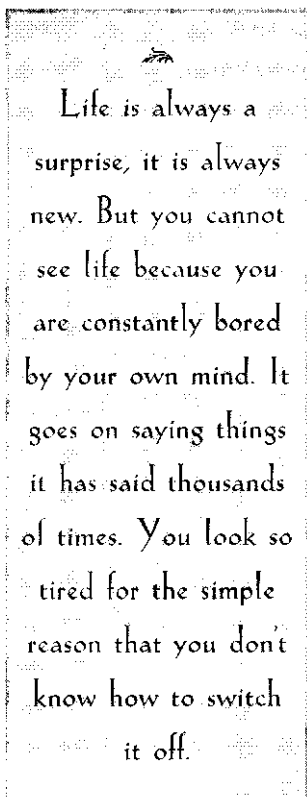 Life is always a
surprise, it is always
new. But you cannot
see life because you
are constantly bored
by your own mind. It
goes on saying things
it has said thousands
of times. You look so
tired for the simple
reason that you don't
know how to switch
it off.